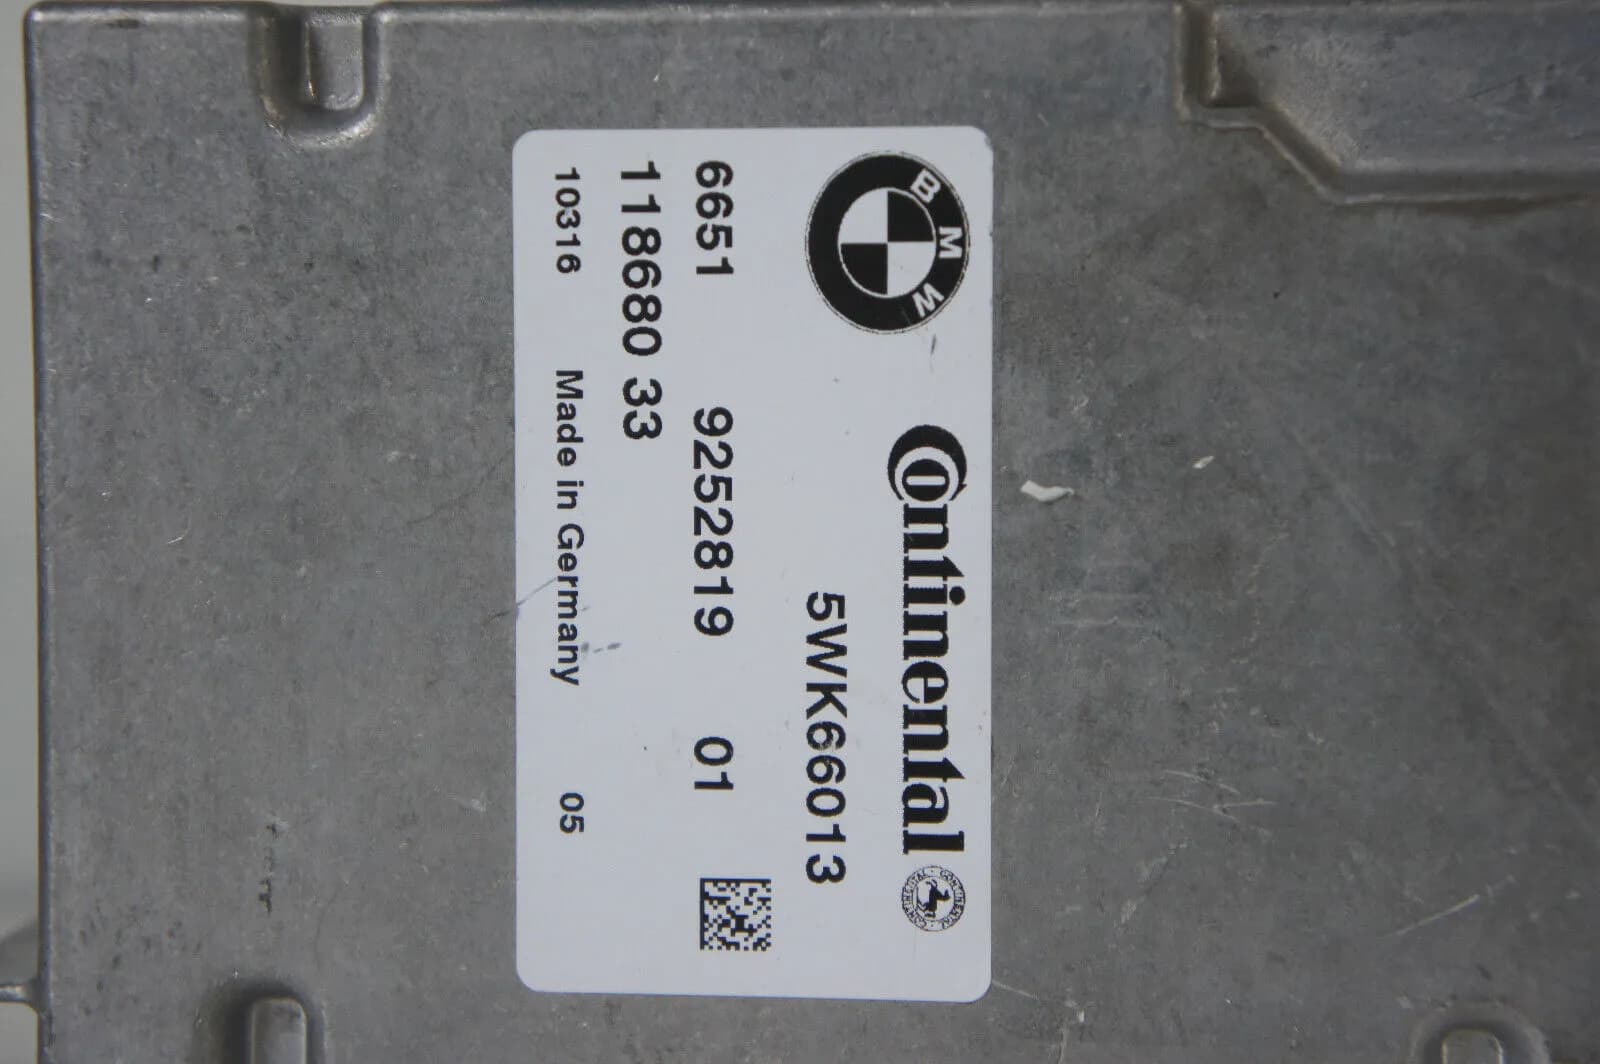 BMW
Continental
5WK66013
6651 9252819 01
118680 33
10316 Made in Germany 05